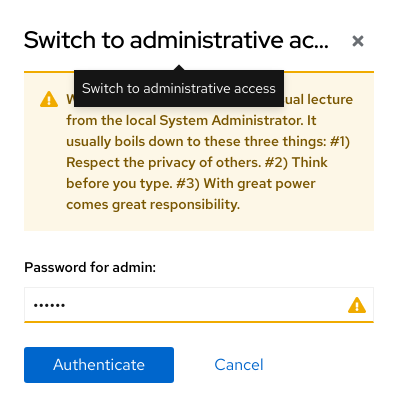 Switch to administrative ac...
Switch to administrative access
ual lecture
from the local System Administrator. It
usually boils down to these three things: #1)
Respect the privacy of others. #2) Think
before you type. #3) With great power
comes great responsibility.
Password for admin:
••••••
Authenticate
Cancel